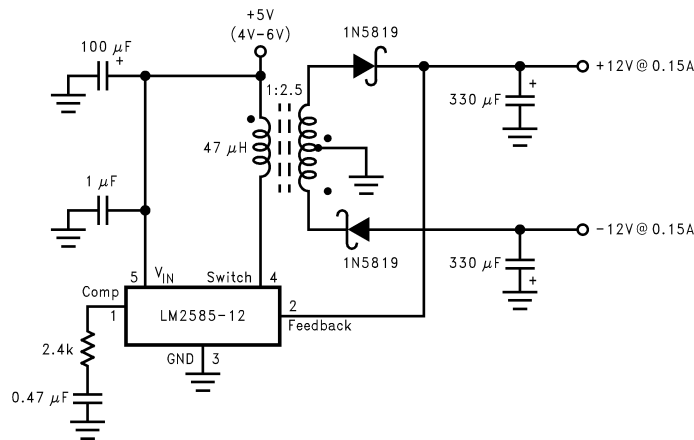 +5V
(4V-6V)
1N5819
100 μF
+
+12V@ 0.15A
1:2.5
+
330 μF
47 μH
1 μF
-12V@ 0.15A
1N5819
330 μF
+
5
VIN
Switch
4
Comp
1
LM2585-12
2
Feedback
2.4k
GND
3
0.47 μF